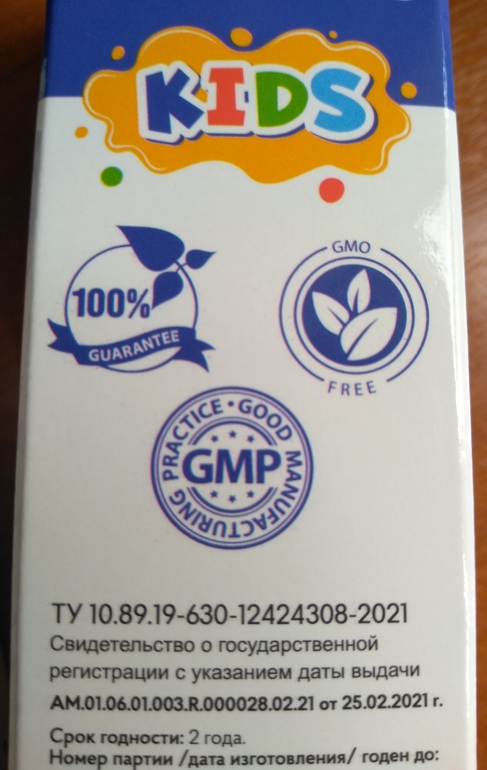 KIDS
100%
GUARANTEE
GMO
FREE
GOOD MANUFACTURING PRACTICE
GMP
ТУ 10.89.19-630-12424308-2021
Свидетельство о государственной
регистрации с указанием даты выдачи
АМ.01.06.01.003.R.000028.02.21 от 25.02.2021 г.
Срок годности: 2 года.
Номер партии /дата изготовления/ годен до: